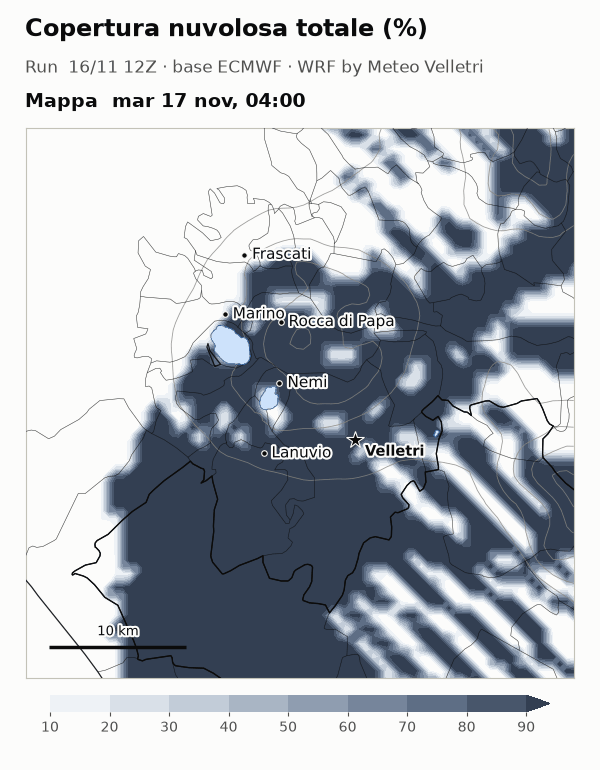 Copertura nuvolosa totale (%)
Run  16/11 12Z · base ECMWF · WRF by Meteo Velletri
Mappa  mar 17 nov, 04:00
Frascati
Marino
Rocca di Papa
Nemi
Velletri
Lanuvio
10 km
10 20 30 40 50 60 70 80 90